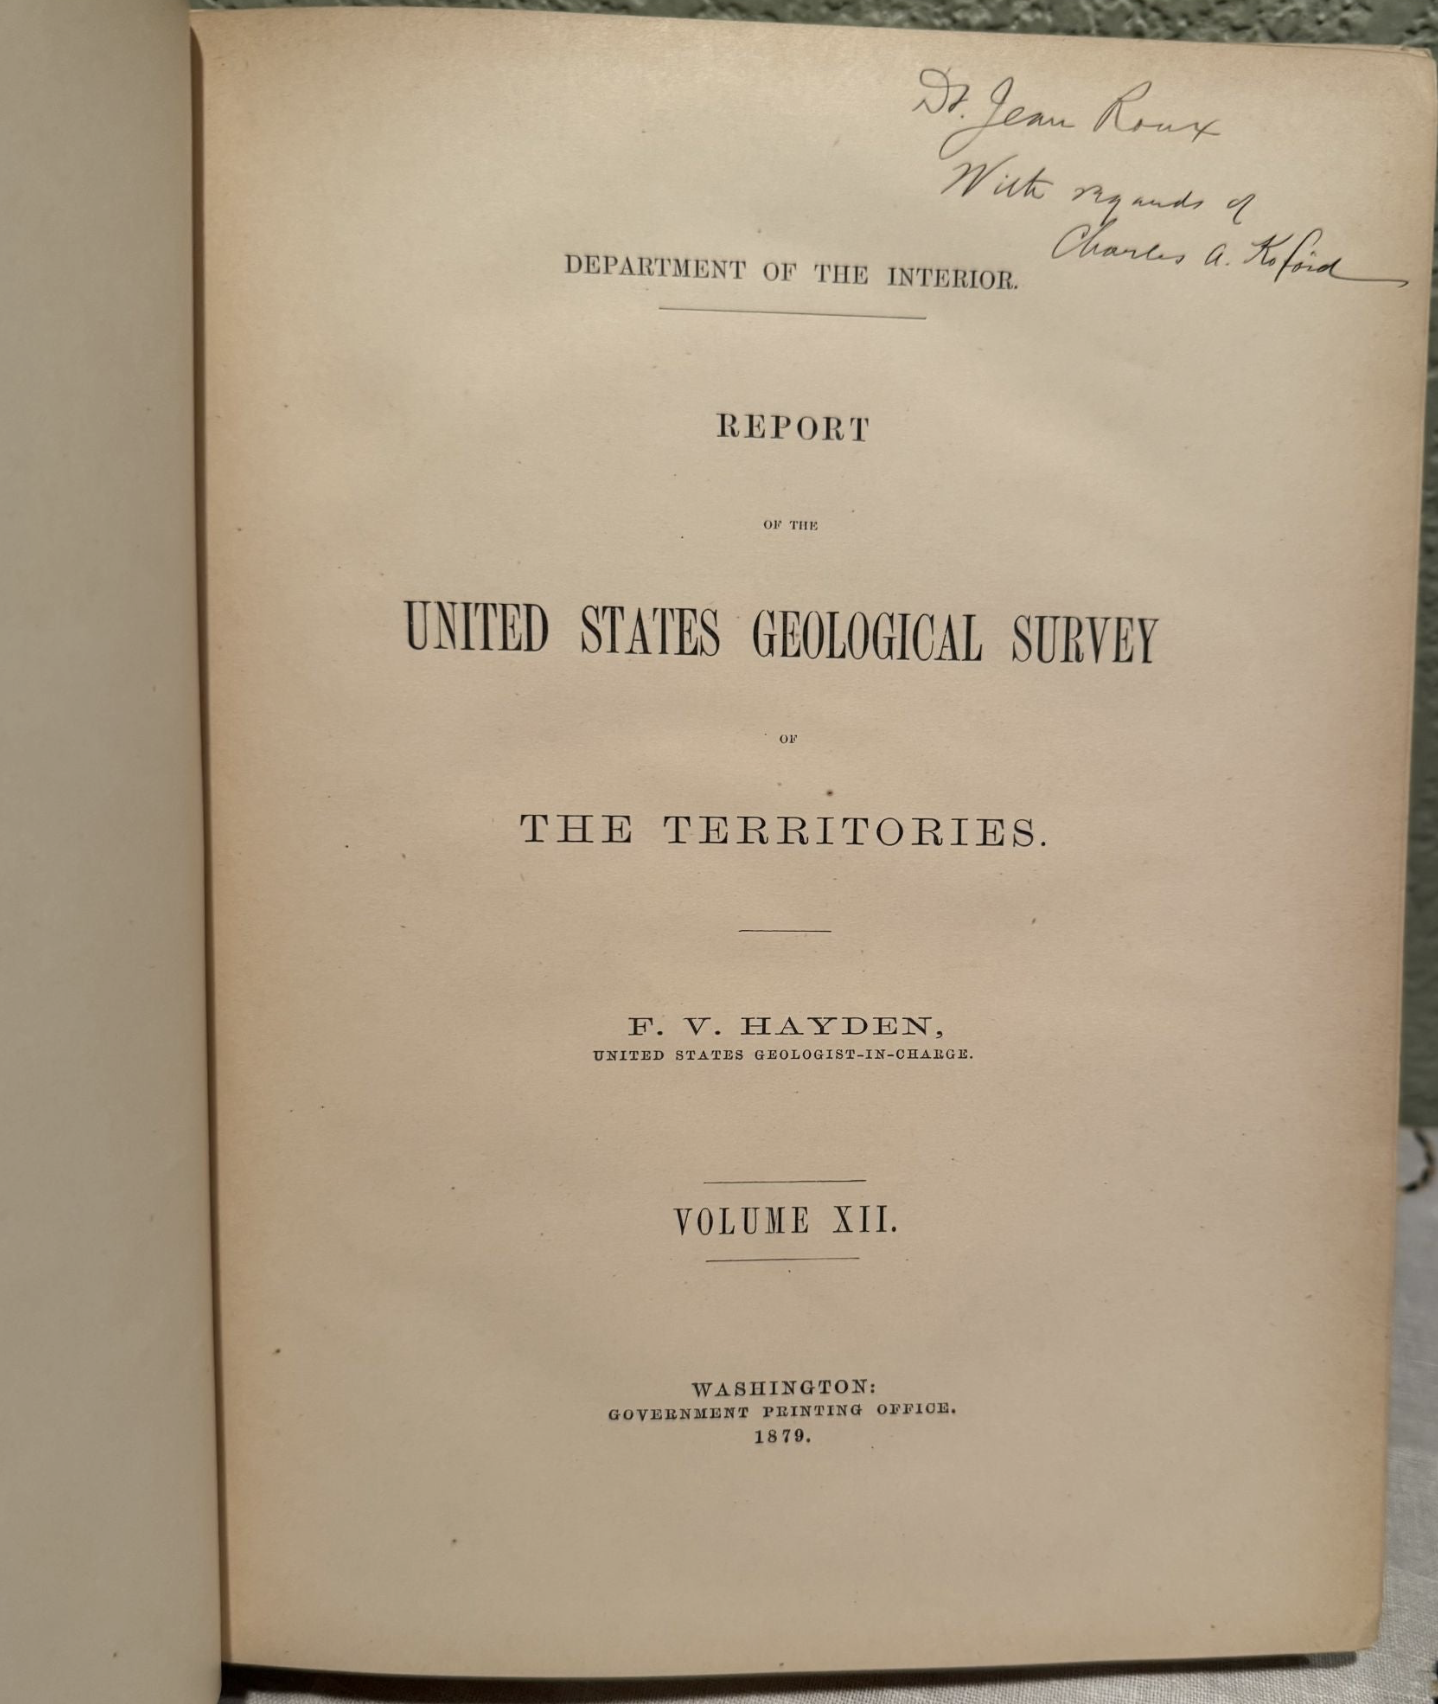 Dr. Jean Roux
With regards of
Charles A. Kofoid
DEPARTMENT OF THE INTERIOR.
REPORT
OF THE
UNITED STATES GEOLOGICAL SURVEY
OF
THE TERRITORIES.
F. V. HAYDEN,
UNITED STATES GEOLOGIST-IN-CHARGE.
VOLUME XII.
WASHINGTON:
GOVERNMENT PRINTING OFFICE.
1879.